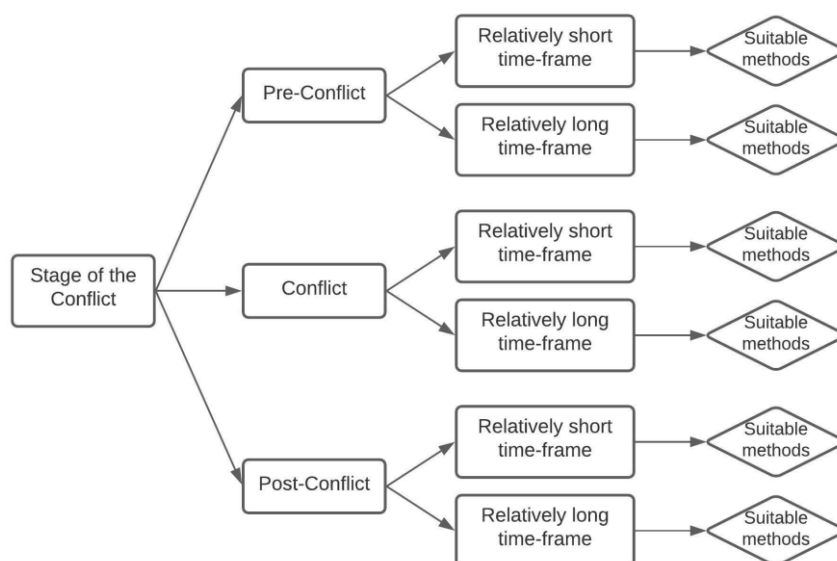 Stage of the
Conflict
Pre-Conflict
Relatively short
time-frame
Suitable
methods
Relatively long
time-frame
Suitable
methods
Conflict
Relatively short
time-frame
Suitable
methods
Relatively long
time-frame
Suitable
methods
Post-Conflict
Relatively short
time-frame
Suitable
methods
Relatively long
time-frame
Suitable
methods